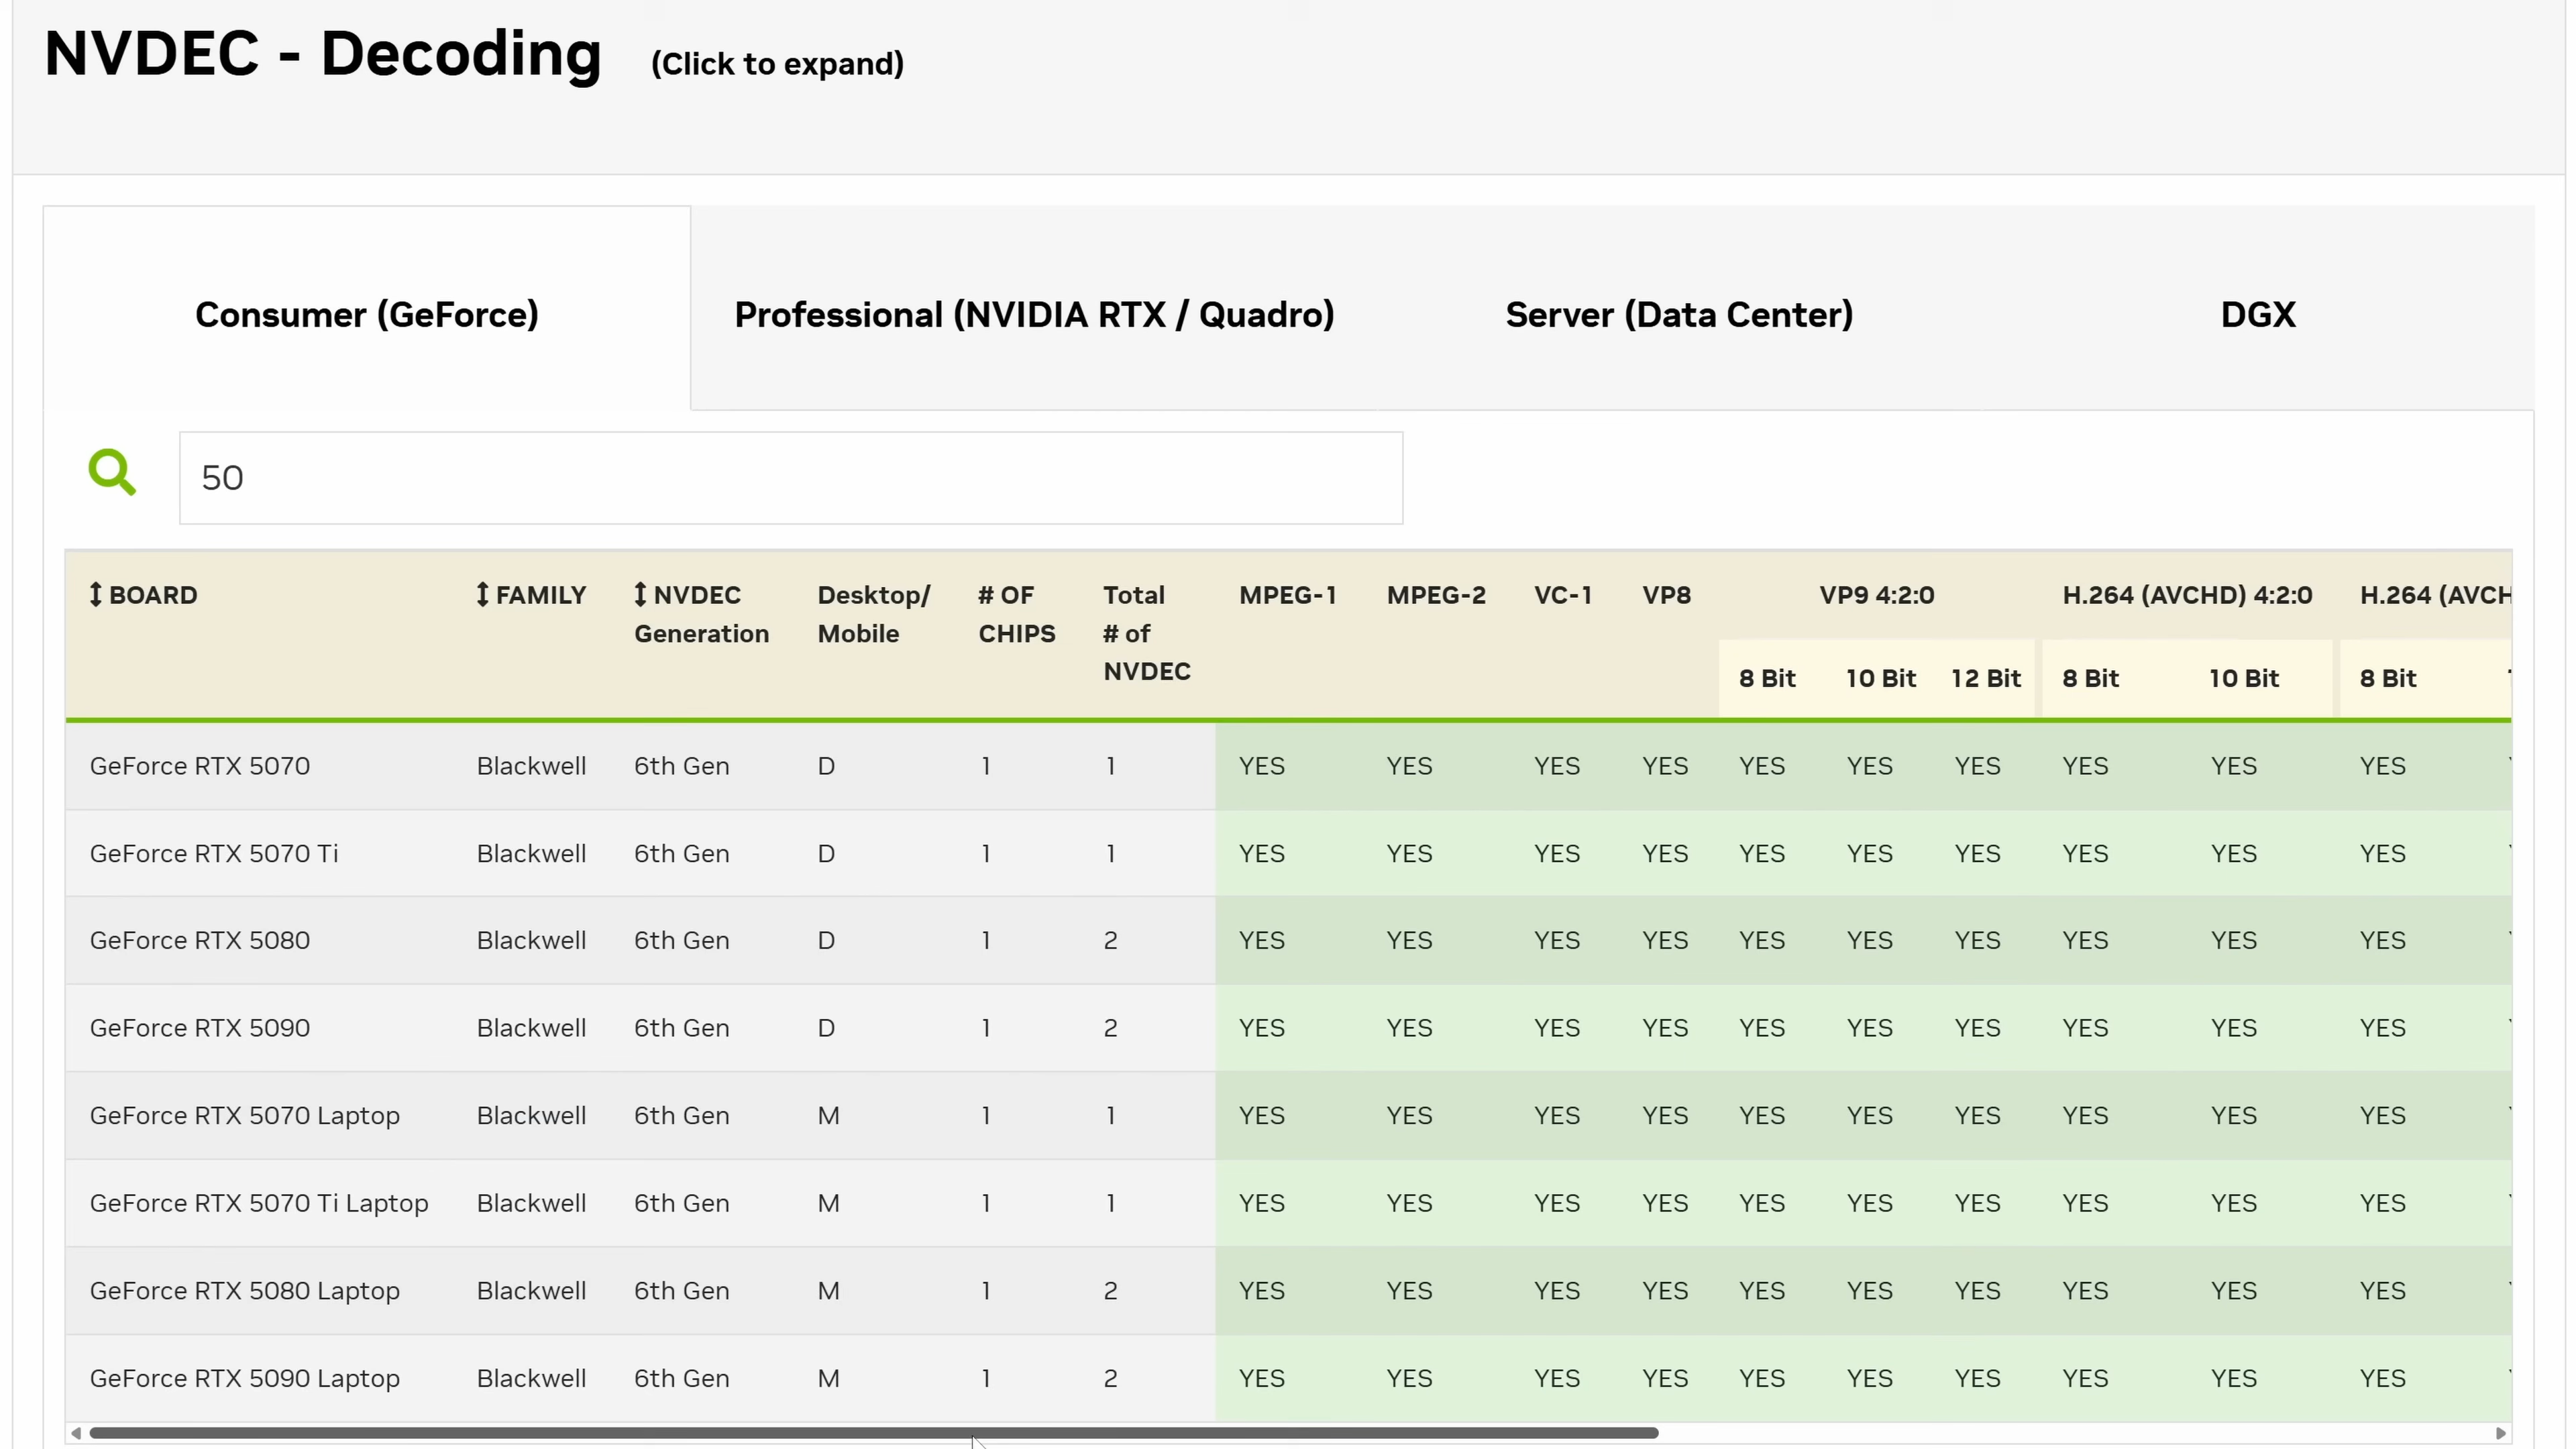 NVDEC - Decoding (Click to expand)
Consumer (GeForce) Professional (NVIDIA RTX / Quadro) Server (Data Center) DGX
50
BOARD FAMILY NVDEC Generation Desktop/ Mobile # OF CHIPS Total # of NVDEC MPEG-1 MPEG-2 VC-1 VP8 VP9 4:2:0 H.264 (AVCHD) 4:2:0 H.264 (AVCH
8 Bit 10 Bit 12 Bit 8 Bit 10 Bit 8 Bit
GeForce RTX 5070 Blackwell 6th Gen D 1 1 YES YES YES YES YES YES YES YES YES YES
GeForce RTX 5070 Ti Blackwell 6th Gen D 1 1 YES YES YES YES YES YES YES YES YES YES
GeForce RTX 5080 Blackwell 6th Gen D 1 2 YES YES YES YES YES YES YES YES YES YES
GeForce RTX 5090 Blackwell 6th Gen D 1 2 YES YES YES YES YES YES YES YES YES YES
GeForce RTX 5070 Laptop Blackwell 6th Gen M 1 1 YES YES YES YES YES YES YES YES YES YES
GeForce RTX 5070 Ti Laptop Blackwell 6th Gen M 1 1 YES YES YES YES YES YES YES YES YES YES
GeForce RTX 5080 Laptop Blackwell 6th Gen M 1 2 YES YES YES YES YES YES YES YES YES YES
GeForce RTX 5090 Laptop Blackwell 6th Gen M 1 2 YES YES YES YES YES YES YES YES YES YES